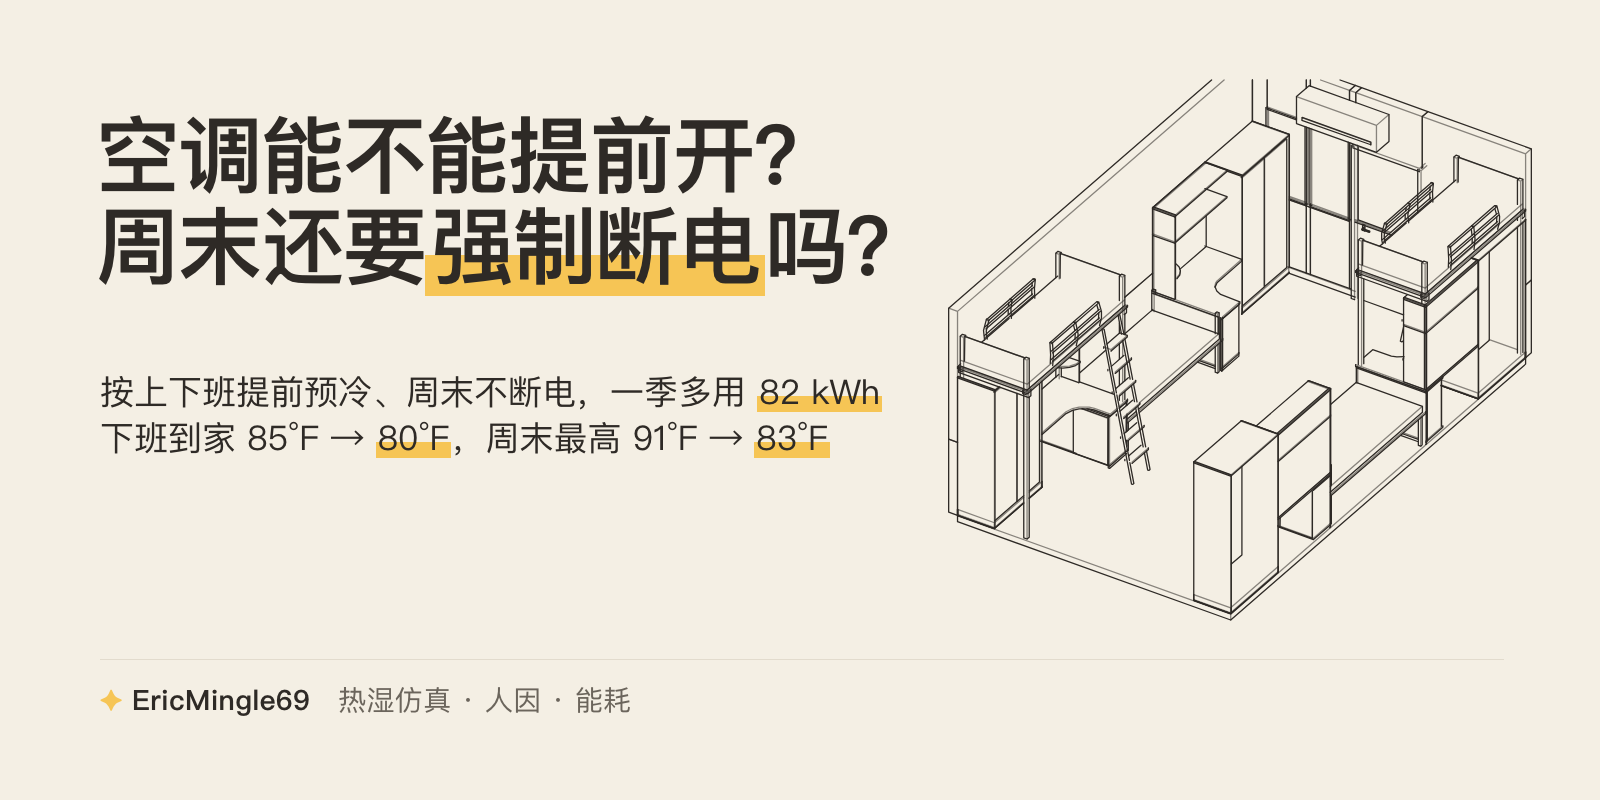 空调能不能提前开?
周末还要强制断电吗?
按上下班提前预冷、周末不断电，一季多用 82 kWh
下班到家 85°F → 80°F，周末最高 91°F → 83°F
EricMingle69 热湿仿真 · 人因 · 能耗